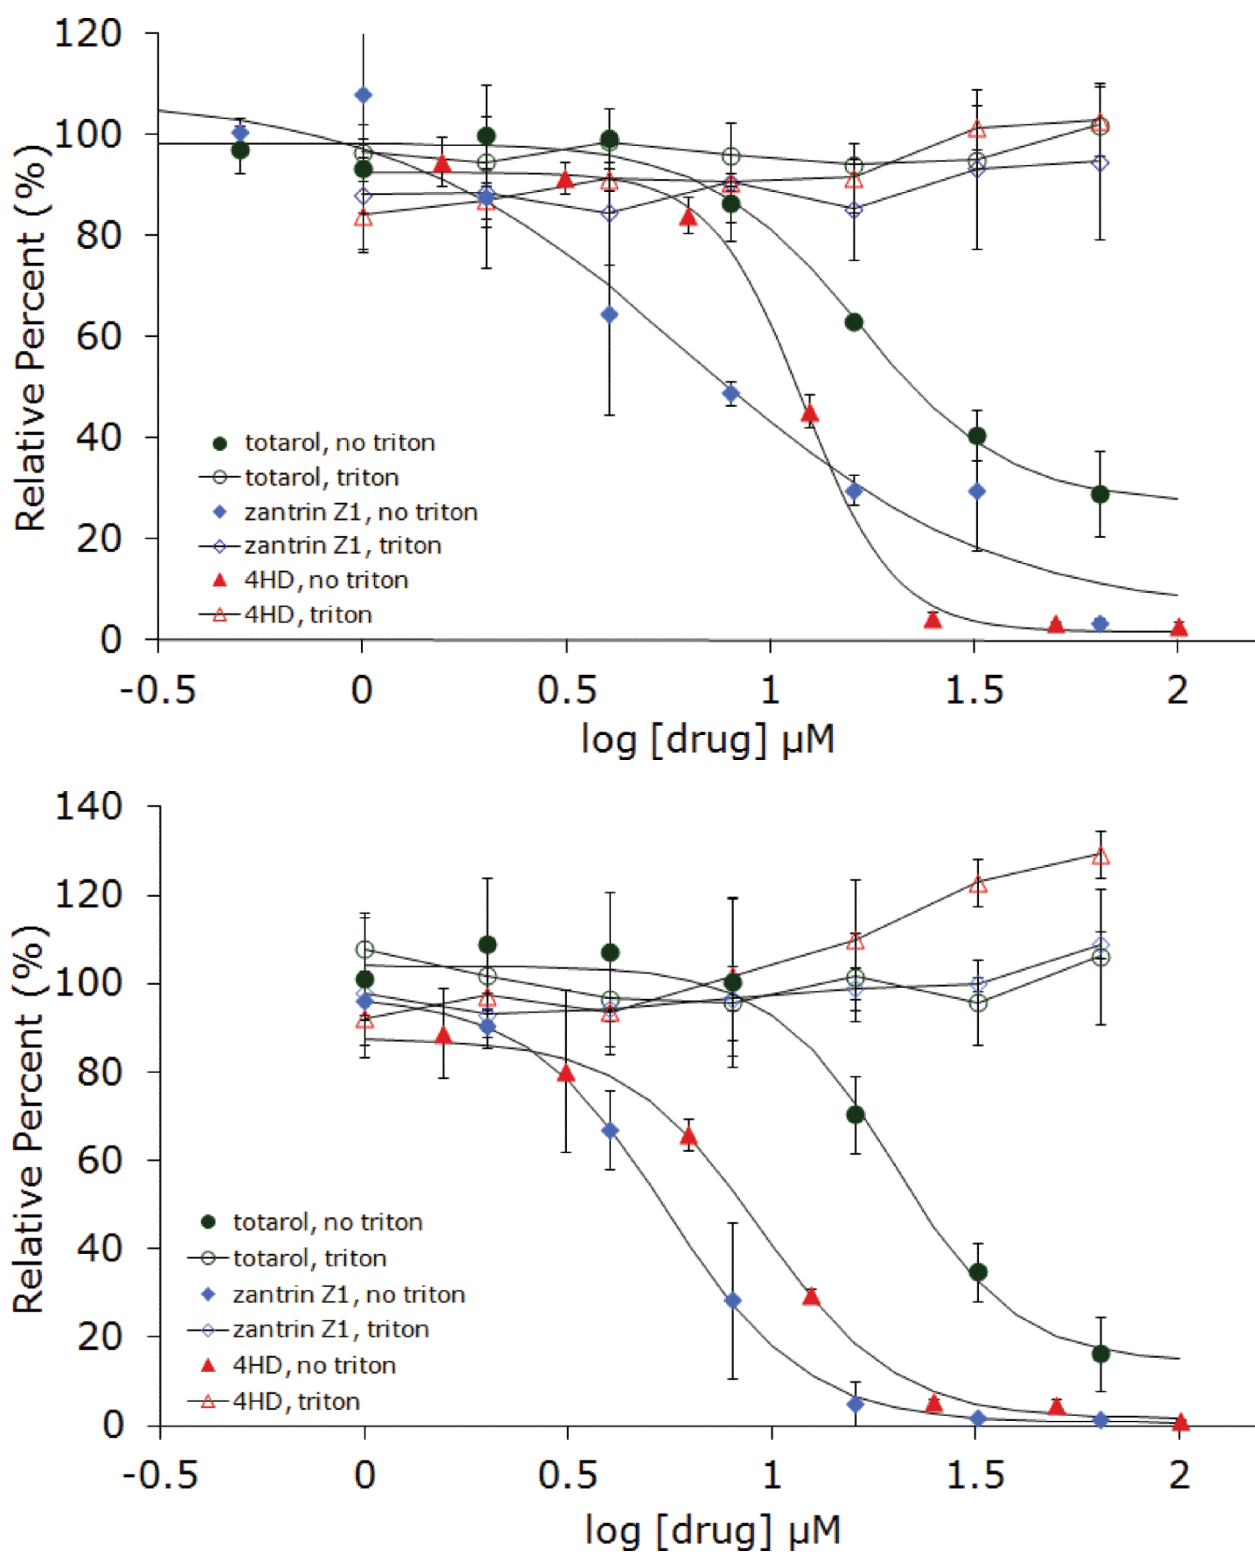 120
100
80
60
40
20
0
Relative Percent (%)
totarol, no triton
totarol, triton
zantrin Z1, no triton
zantrin Z1, triton
4HD, no triton
4HD, triton
-0.5 0 0.5 1 1.5 2
log [drug] µM
140
120
100
80
60
40
20
0
Relative Percent (%)
totarol, no triton
totarol, triton
zantrin Z1, no triton
zantrin Z1, triton
4HD, no triton
4HD, triton
-0.5 0 0.5 1 1.5 2
log [drug] µM